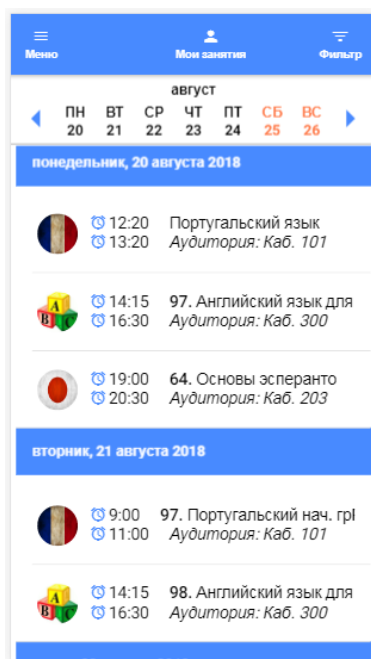 Меню Мои занятия Фильтр
август
ПН ВТ СР ЧТ ПТ СБ ВС
20 21 22 23 24 25 26
понедельник, 20 августа 2018
12:20 Португальский язык
13:20 Аудитория: Каб. 101
14:15 97. Английский язык для
16:30 Аудитория: Каб. 300
19:00 64. Основы эсперанто
20:30 Аудитория: Каб. 203
вторник, 21 августа 2018
9:00 97. Португальский нач.
11:00 Аудитория: Каб. 101
14:15 98. Английский язык для
16:30 Аудитория: Каб. 300